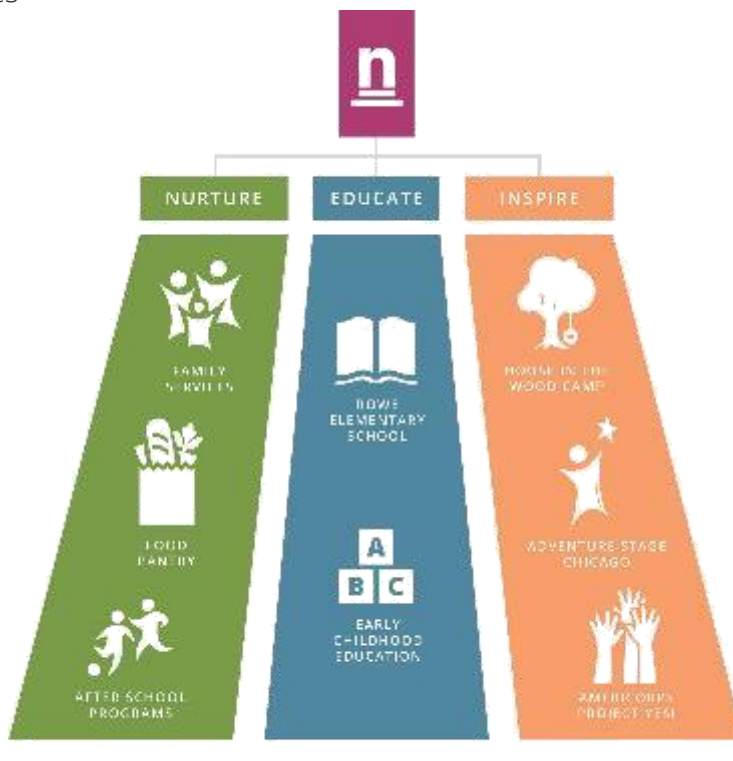 n
NURTURE
EDUCATE
INSPIRE
FAMILY
SERVICES
FOOD
PANTRY
AFTER SCHOOL
PROGRAMS
ROWE
ELEMENTARY
SCHOOL
A
B C
EARLY
CHILDHOOD
EDUCATION
HOUSE IN THE
WOOD CAMP
ADVENTURE STAGE
CHICAGO
AMERICORPS
PROJECT YES!